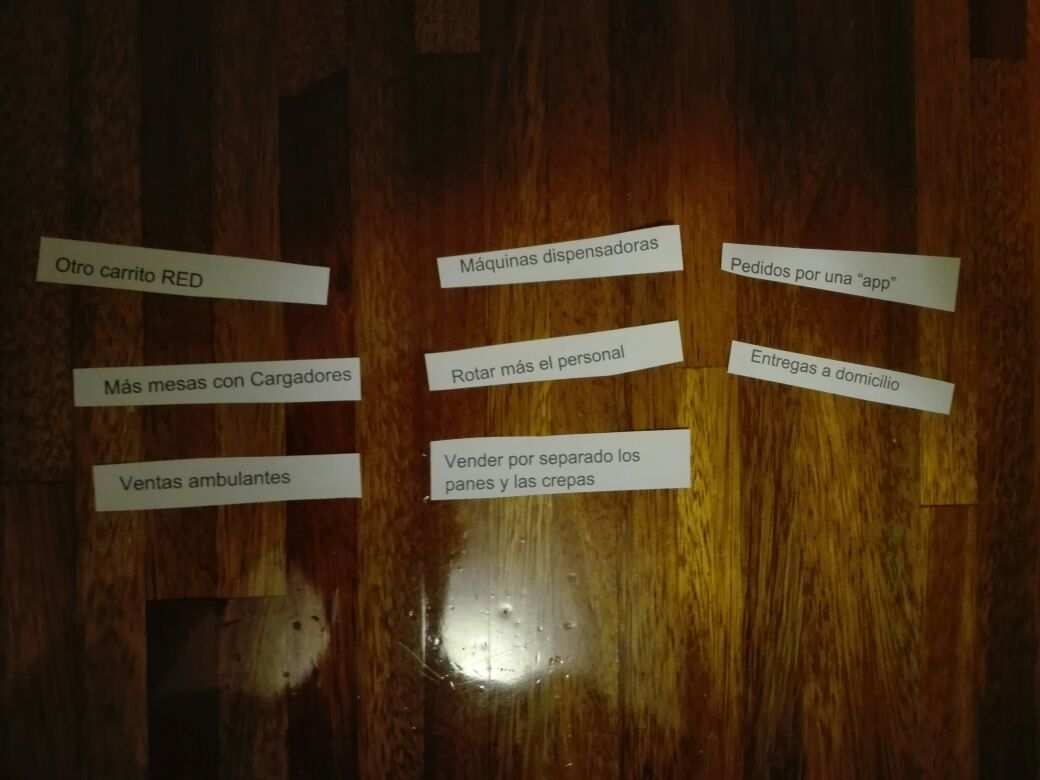 Otro carrito RED
Más mesas con Cargadores
Ventas ambulantes
Máquinas dispensadoras
Rotar más el personal
Vender por separado los
panes y las crepas
Pedidos por una “app”
Entregas a domicilio